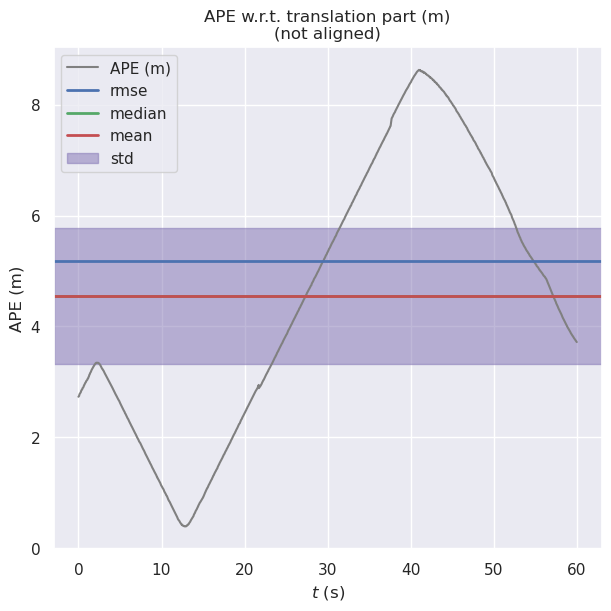 APE w.r.t. translation part (m)
(not aligned)
APE (m)
rmse
median
mean
std
APE (m)
8
6
4
2
0
0 10 20 30 40 50 60
t (s)